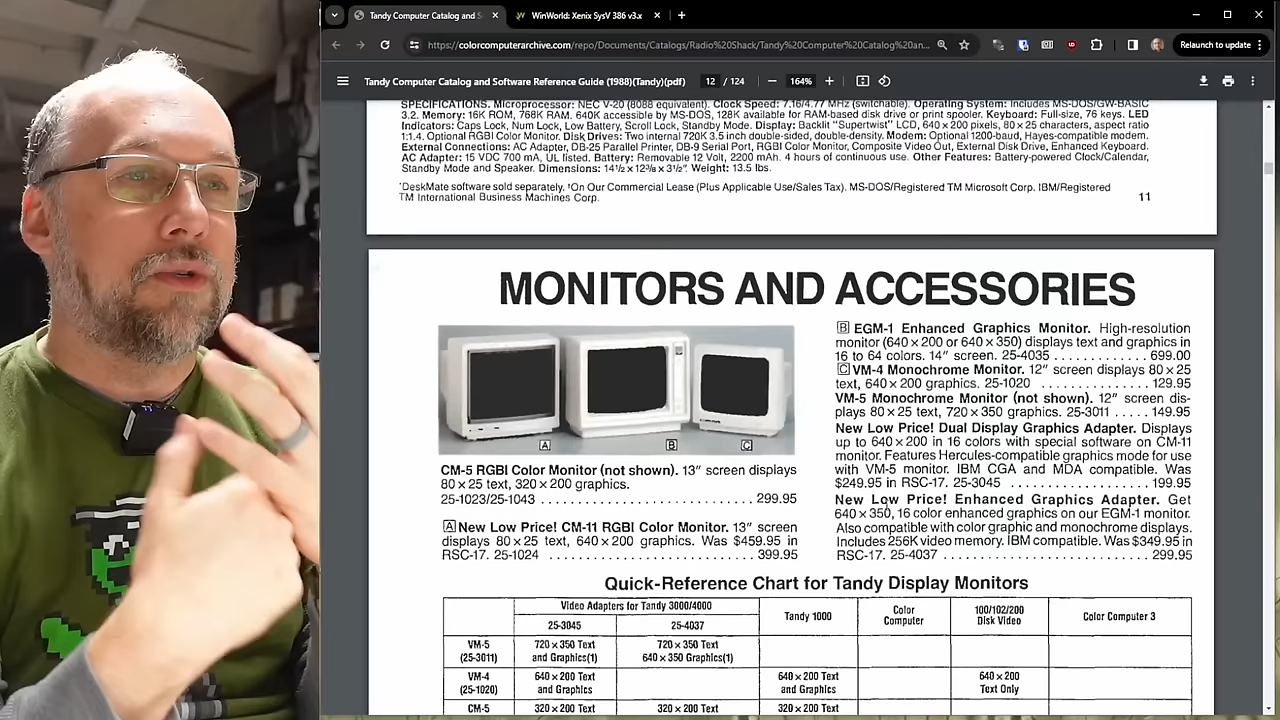 Tandy Computer Catalog and S
WinWorld: Xenix SysV 386 v3.x
https://colorcomputerarchive.com/repo/Documents/Catalogs/Radio%20Shack/Tandy%20Computer%20Catalog%20an...
Relaunch to update
Tandy Computer Catalog and Software Reference Guide (1988)(Tandy)(pdf)
12 / 124
164%
SPECIFICATIONS. Microprocessor: NEC V-20 (8088 equivalent). Clock Speed: 7.16/4.77 MHz (switchable). Operating System: Includes MS-DOS/GW-BASIC
3.2. Memory: 16K ROM, 768K RAM. 640K accessible by MS-DOS, 128K available for RAM-based disk drive or print spooler. Keyboard: Full-size, 76 keys. LED
Indicators: Caps Lock, Num Lock, Low Battery, Scroll Lock, Standby Mode. Display: Backlit "Supertwist" LCD, 640 × 200 pixels, 80 × 25 characters, aspect ratio
1:1.4. Optional RGBI Color Monitor. Disk Drives: Two internal 720K 3.5 inch double-sided, double-density. Modem: Optional 1200-baud, Hayes-compatible modem.
External Connections: AC Adapter, DB-25 Parallel Printer, DB-9 Serial Port, RGBI Color Monitor, Composite Video Out, External Disk Drive, Enhanced Keyboard.
AC Adapter: 15 VDC 700 mA, UL listed. Battery: Removable 12 Volt, 2200 mAh. 4 hours of continuous use. Other Features: Battery-powered Clock/Calendar,
Standby Mode and Speaker. Dimensions: 14½ × 12⅜ × 3½". Weight: 13.5 lbs.
*DeskMate software sold separately. †On Our Commercial Lease (Plus Applicable Use/Sales Tax). MS-DOS/Registered TM Microsoft Corp. IBM/Registered
TM International Business Machines Corp.
11
MONITORS AND ACCESSORIES
A
B
C
CM-5 RGBI Color Monitor (not shown). 13" screen displays
80 × 25 text, 320 × 200 graphics.
25-1023/25-1043 . . . . . . . . . . . . . . . . . . . . . . . . . . . 299.95
A New Low Price! CM-11 RGBI Color Monitor. 13" screen
displays 80 × 25 text, 640 × 200 graphics. Was $459.95 in
RSC-17. 25-1024 . . . . . . . . . . . . . . . . . . . . . . . . . . 399.95
B EGM-1 Enhanced Graphics Monitor. High-resolution
monitor (640 × 200 or 640 × 350) displays text and graphics in
16 to 64 colors. 14" screen. 25-4035 . . . . . . . . . . . . . 699.00
C VM-4 Monochrome Monitor. 12" screen displays 80 × 25
text, 640 × 200 graphics. 25-1020 . . . . . . . . . . . . . . 129.95
VM-5 Monochrome Monitor (not shown). 12" screen dis-
plays 80 × 25 text, 720 × 350 graphics. 25-3011 . . . . . 149.95
New Low Price! Dual Display Graphics Adapter. Displays
up to 640 × 200 in 16 colors with special software on CM-11
monitor. Features Hercules-compatible graphics mode for use
with VM-5 monitor. IBM CGA and MDA compatible. Was
$249.95 in RSC-17. 25-3045 . . . . . . . . . . . . . . . . . . . 199.95
New Low Price! Enhanced Graphics Adapter. Get
640 × 350, 16 color enhanced graphics on our EGM-1 monitor.
Also compatible with color graphic and monochrome displays.
Includes 256K video memory. IBM compatible. Was $349.95 in
RSC-17. 25-4037 . . . . . . . . . . . . . . . . . . . . . . . . . . 299.95
Quick-Reference Chart for Tandy Display Monitors
Video Adapters for Tandy 3000/4000
Tandy 1000
Color
Computer
100/102/200
Disk Video
Color Computer 3
25-3045
25-4037
VM-5
(25-3011)
720 × 350 Text
and Graphics(1)
720 × 350 Text
640 × 350 Graphics(1)
VM-4
(25-1020)
640 × 200 Text
and Graphics
640 × 200 Text
and Graphics
640 × 200
Text Only
CM-5
320 × 200 Text
320 × 200 Text
320 × 200 Text